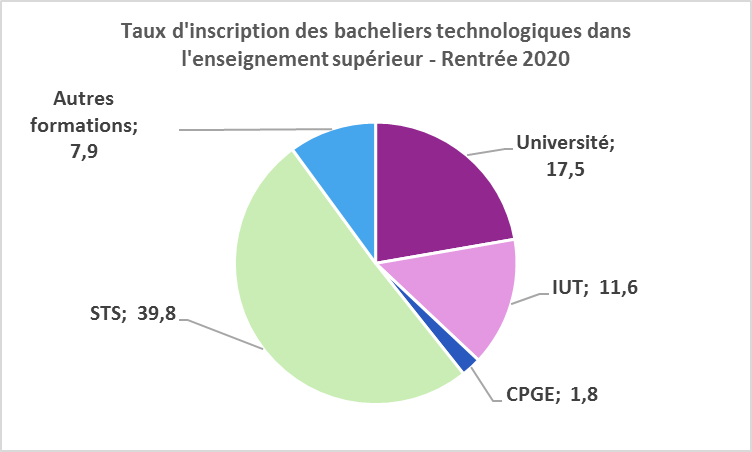 Taux d'inscription des bacheliers technologiques dans
l'enseignement supérieur - Rentrée 2020
Autres
formations;
7,9
Université;
17,5
IUT; 11,6
STS; 39,8
CPGE; 1,8